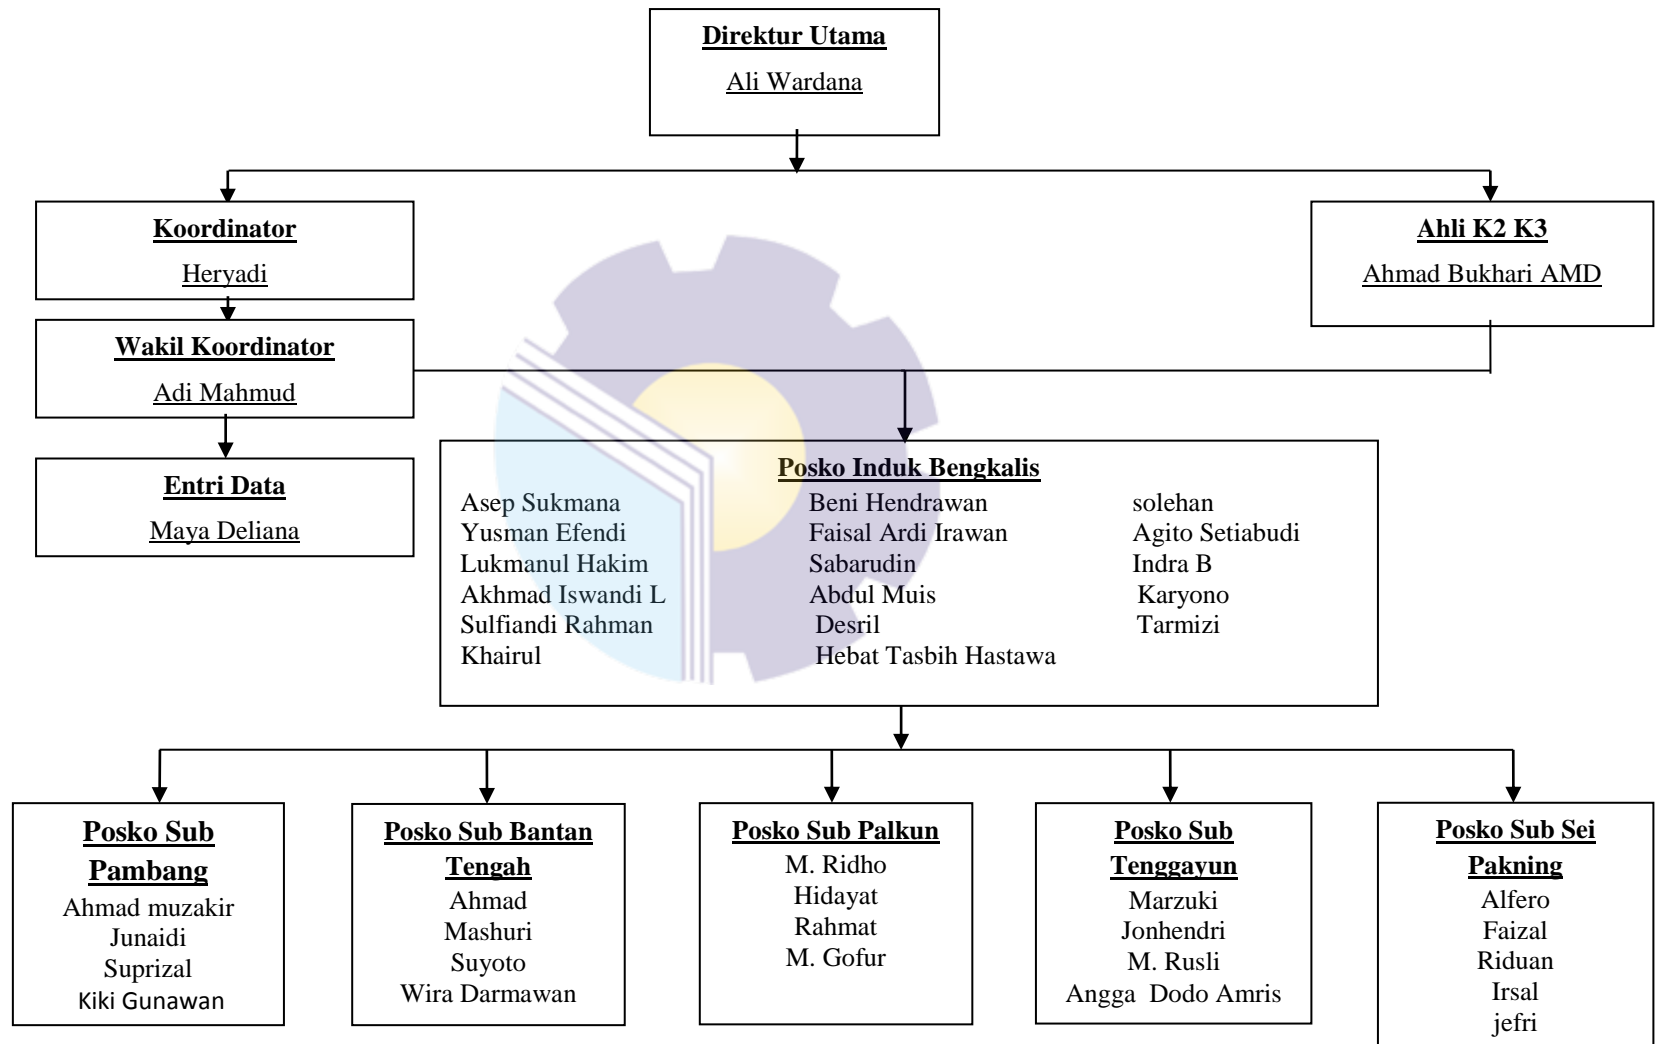 Direktur Utama
Ali Wardana
Koordinator
Heryadi
Ahli K2 K3
Ahmad Bukhari AMD
Wakil Koordinator
Adi Mahmud
Entri Data
Maya Deliana
Posko Induk Bengkalis
Asep Sukmana
Yusman Efendi
Lukmanul Hakim
Akhmad Iswandi L
Sulfiandi Rahman
Khairul
Beni Hendrawan
Faisal Ardi Irawan
Sabarudin
Abdul Muis
Desril
Hebat Tasbih Hastawa
solehan
Agito Setiabudi
Indra B
Karyono
Tarmizi
Posko Sub
Pambang
Ahmad muzakir
Junaidi
Suprizal
Kiki Gunawan
Posko Sub Bantan
Tengah
Ahmad
Mashuri
Suyoto
Wira Darmawan
Posko Sub Palkun
M. Ridho
Hidayat
Rahmat
M. Gofur
Posko Sub
Tenggayun
Marzuki
Jonhendri
M. Rusli
Angga  Dodo Amris
Posko Sub Sei
Pakning
Alfero
Faizal
Riduan
Irsal
jefri